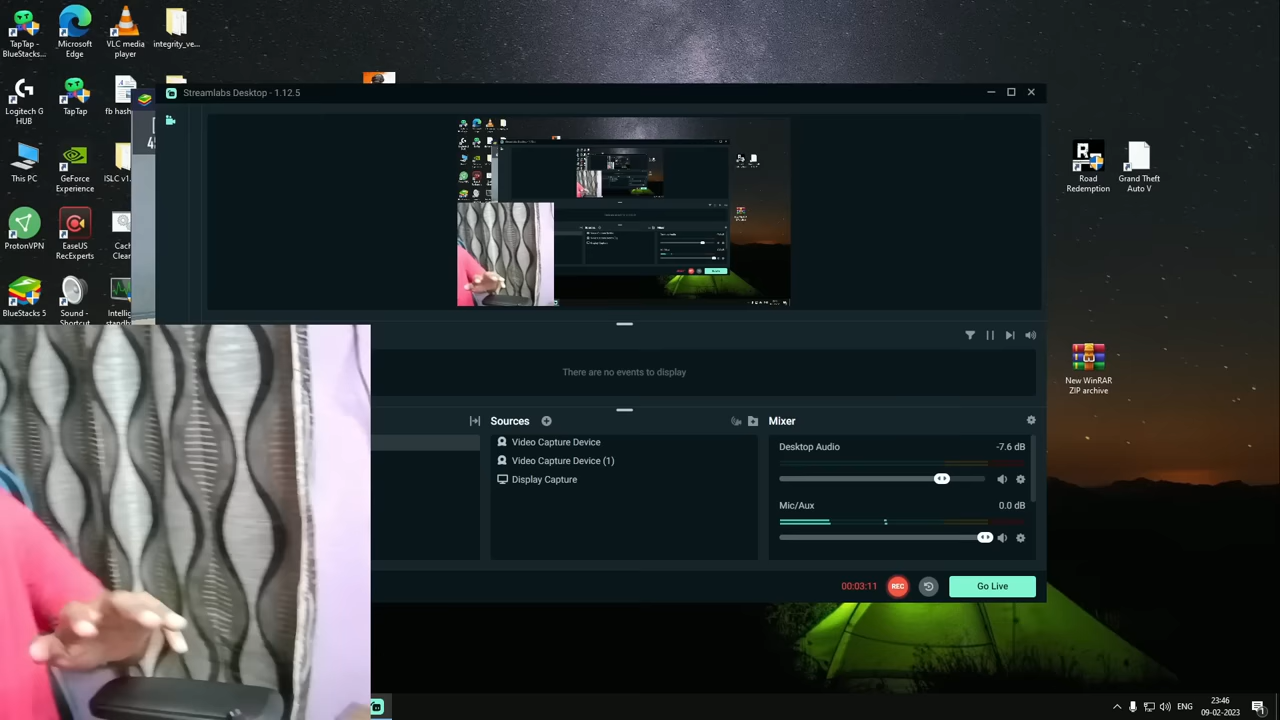 TapTap -
BlueStacks...
Microsoft
Edge
VLC media
player
integrity_ve...
Streamlabs Desktop - 1.12.5
Logitech G
HUB
TapTap
fb hash
This PC
GeForce
Experience
ISLC v1.
Road
Redemption
Grand Theft
Auto V
ProtonVPN
EaseUS
RecExperts
Cach
Clear
BlueStacks 5
Sound -
Shortcut
Intellig
standb
There are no events to display
New WinRAR
ZIP archive
Sources
Mixer
Video Capture Device
Video Capture Device (1)
Display Capture
Desktop Audio
-7.6 dB
Mic/Aux
0.0 dB
00:03:11
REC
Go Live
ENG
23:46
09-02-2023
1